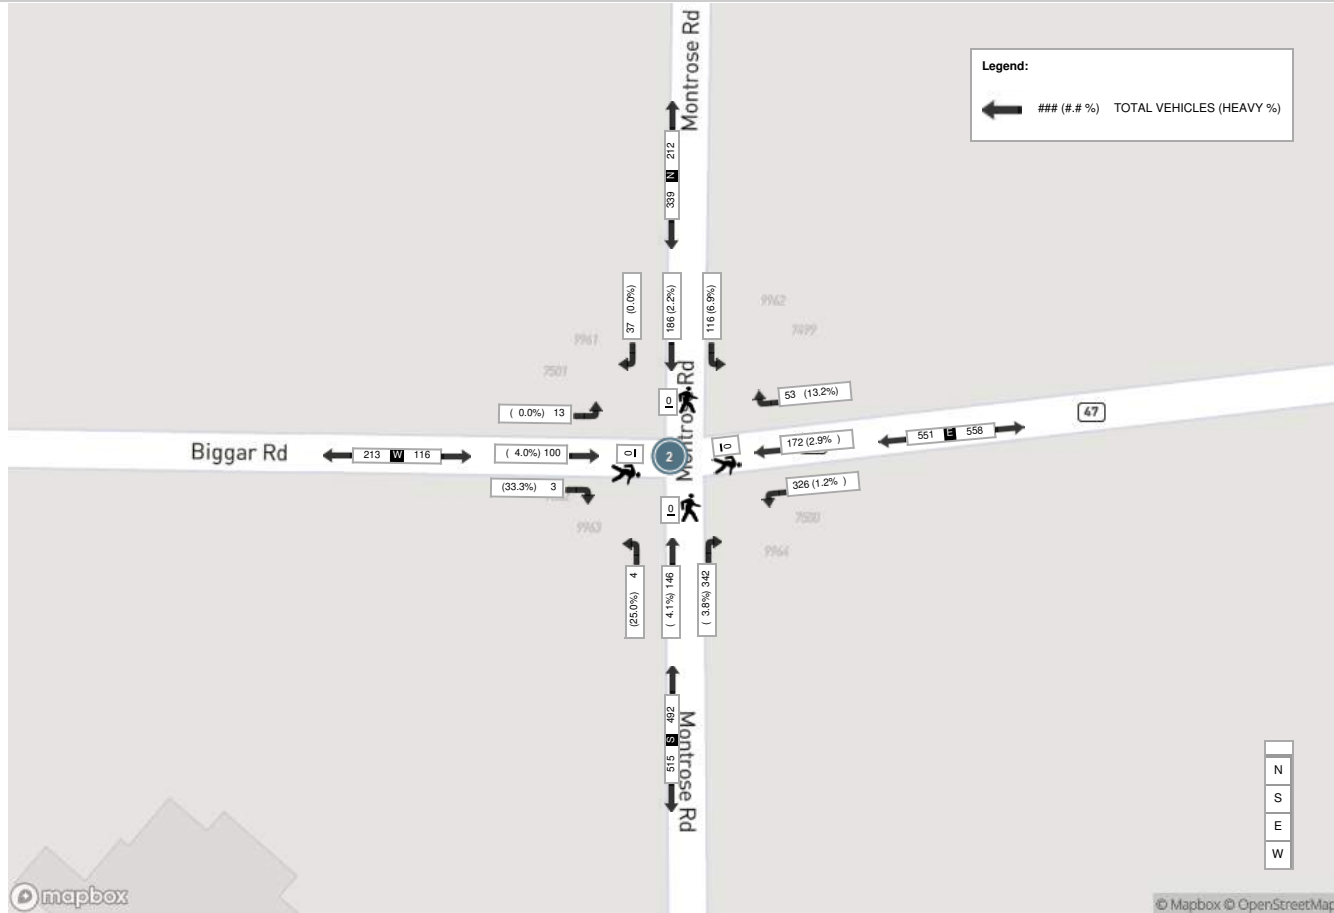 Montrose Rd
Legend:
### (#.# %) TOTAL VEHICLES (HEAVY %)
212
N
339
37 (0.0%)
186 (2.2%)
116 (6.9%)
9962
7499
9961
7501
Montrose Rd
( 0.0%) 13
0
53 (13.2%)
47
Biggar Rd
213 W 116
( 4.0%) 100
0
2
0
172 (2.9% )
551 E 558
(33.3%) 3
326 (1.2% )
0
7500
9963
9964
(25.0%) 4
( 4.1%) 146
( 3.8%) 342
492
S
515
Montrose Rd
N
S
E
W
mapbox
© Mapbox © OpenStreetMap